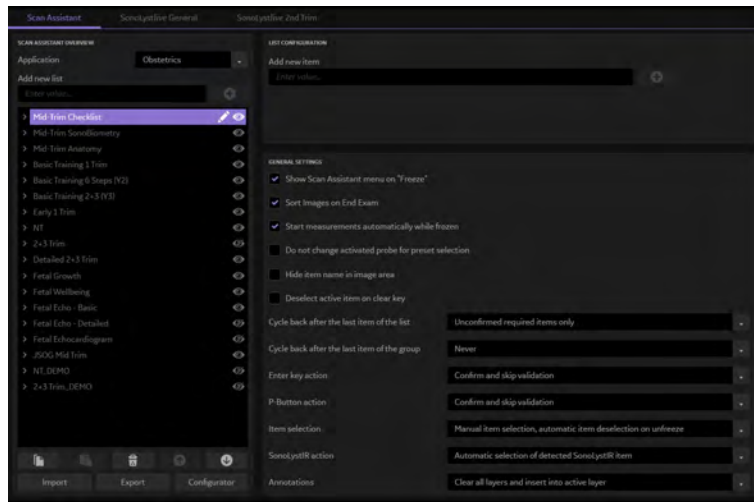 Scan Assistant
SonoLystlive General
SonoLystlive 2nd Trim
SCAN ASSISTANT OVERVIEW
Application
Obstetrics
Add new list
Enter value...
Mid-Trim Checklist
Mid-Trim SonoBiometry
Mid-Trim Anatomy
Basic Training 1 Trim
Basic Training 6 Steps (Y2)
Basic Training 2+3 (Y3)
Early 1 Trim
NT
2+3 Trim
Detailed 2+3 Trim
Fetal Growth
Fetal Wellbeing
Fetal Echo - Basic
Fetal Echo - Detailed
Fetal Echocardiogram
JSOG Mid Trim
NT_DEMO
2+3 Trim_DEMO
Import
Export
Configurator
LIST CONFIGURATION
Add new item
Enter value...
GENERAL SETTINGS
Show Scan Assistant menu on "Freeze"
Sort Images on End Exam
Start measurements automatically while frozen
Do not change activated probe for preset selection
Hide item name in image area
Deselect active item on clear key
Cycle back after the last item of the list
Unconfirmed required items only
Cycle back after the last item of the group
Never
Enter key action
Confirm and skip validation
P-Button action
Confirm and skip validation
Item selection
Manual item selection, automatic item deselection on unfreeze
SonoLystIR action
Automatic selection of detected SonoLystIR item
Annotations
Clear all layers and insert into active layer